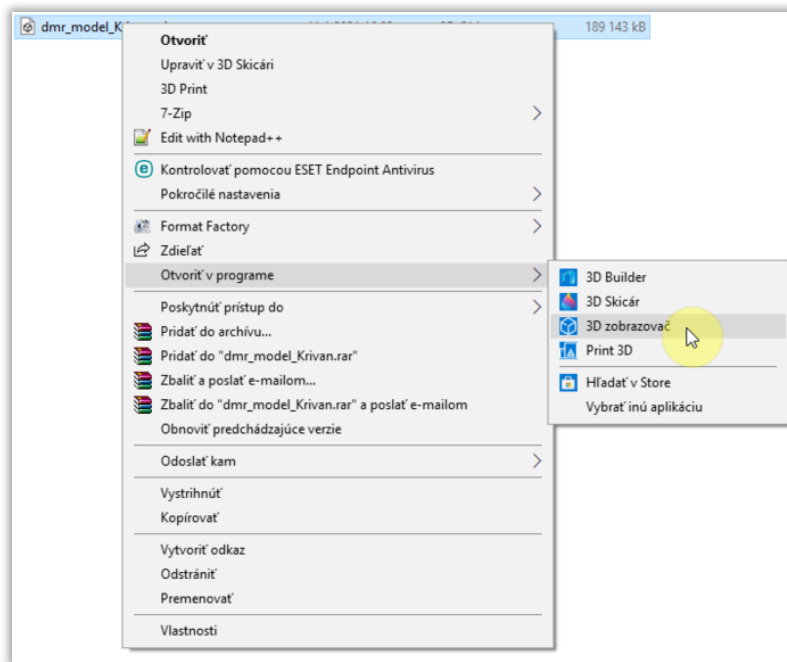 dmr_model_K
189 143 kB
Otvoriť
Upraviť v 3D Skicári
3D Print
7-Zip
Edit with Notepad++
Kontrolovať pomocou ESET Endpoint Antivirus
Pokročilé nastavenia
Format Factory
Zdieľať
Otvoriť v programe
Poskytnúť prístup do
Pridať do archívu...
Pridať do "dmr_model_Krivan.rar"
Zbaliť a poslať e-mailom...
Zbaliť do "dmr_model_Krivan.rar" a poslať e-mailom
Obnoviť predchádzajúce verzie
Odoslať kam
Vystrihnúť
Kopírovať
Vytvoriť odkaz
Odstrániť
Premenovať
Vlastnosti
3D Builder
3D Skicár
3D zobrazovač
Print 3D
Hľadať v Store
Vybrať inú aplikáciu